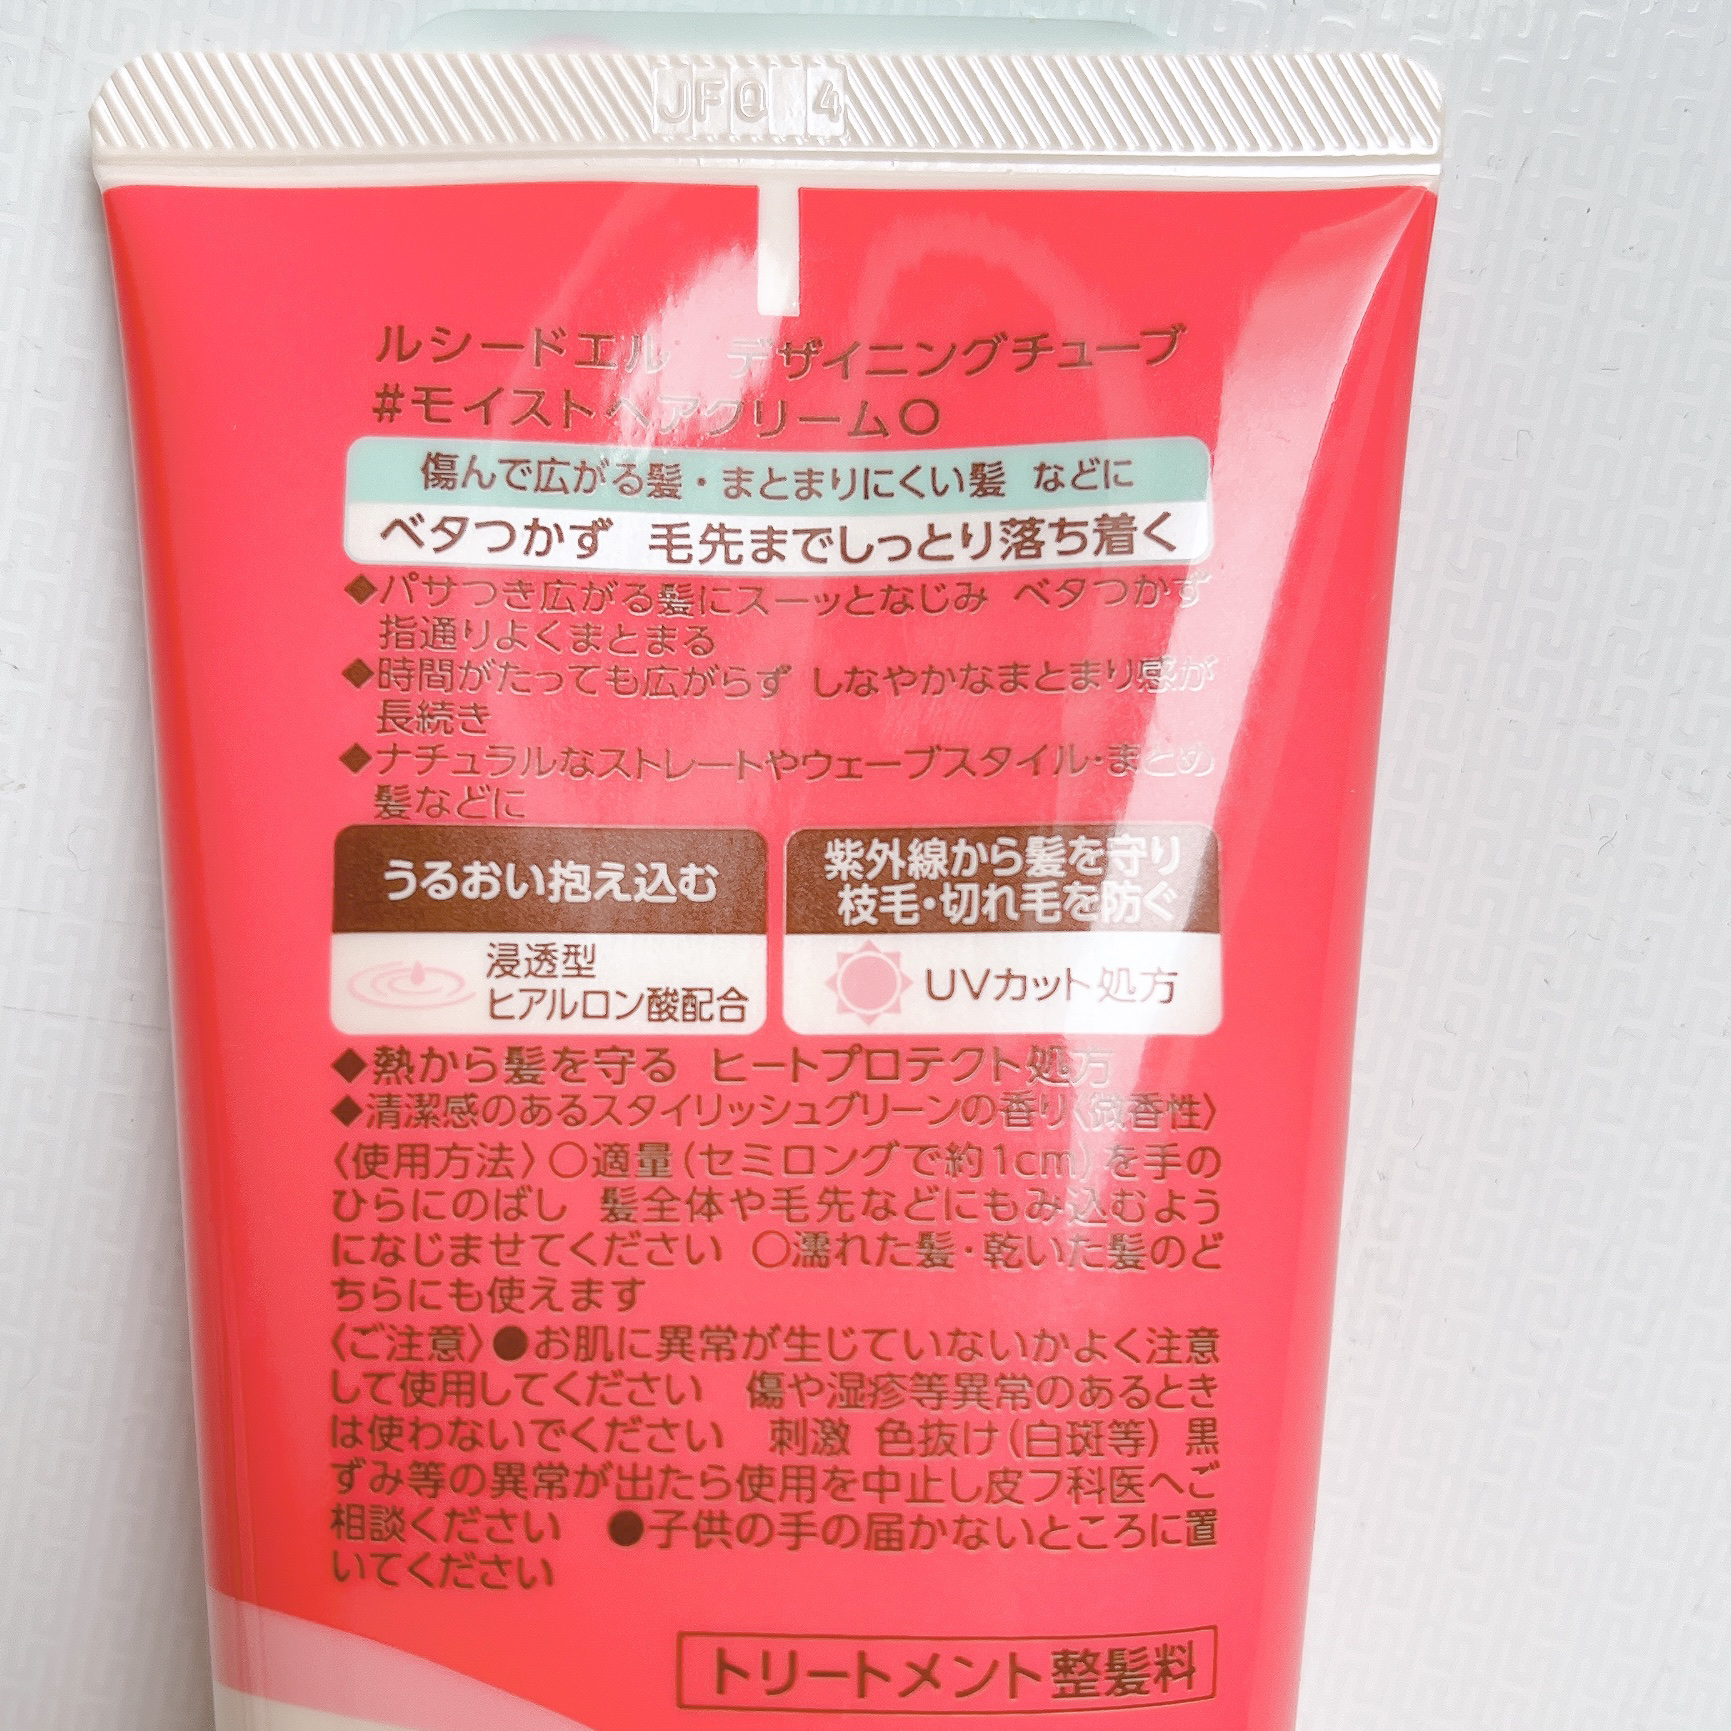 JFQ 4
ルシードエル デザイニングチューブ
#モイストヘアクリーム〇
傷んで広がる髪・まとまりにくい髪 などに
ベタつかず 毛先までしっとり落ち着く
◆パサつき広がる髪にスーッとなじみ ベタつかず
指通りよくまとまる
◆時間がたっても広がらず しなやかなまとまり感が
長続き
◆ナチュラルなストレートやウェーブスタイル・まとめ
髪などに
うるおい抱え込む
浸透型
ヒアルロン酸配合
紫外線から髪を守り
枝毛・切れ毛を防ぐ
UVカット処方
◆熱から髪を守る ヒートプロテクト処方
◆清潔感のあるスタイリッシュグリーンの香り〈微香性〉
〈使用方法〉〇適量(セミロングで約1cm)を手の
ひらにのばし 髪全体や毛先などにもみ込むよう
になじませてください 〇濡れた髪・乾いた髪のど
ちらにも使えます
〈ご注意〉●お肌に異常が生じていないかよく注意
して使用してください 傷や湿疹等異常のあるとき
は使わないでください 刺激 色抜け(白斑等) 黒
ずみ等の異常が出たら使用を中止し皮フ科医へご
相談ください ●子供の手の届かないところに置
いてください
トリートメント整髪料